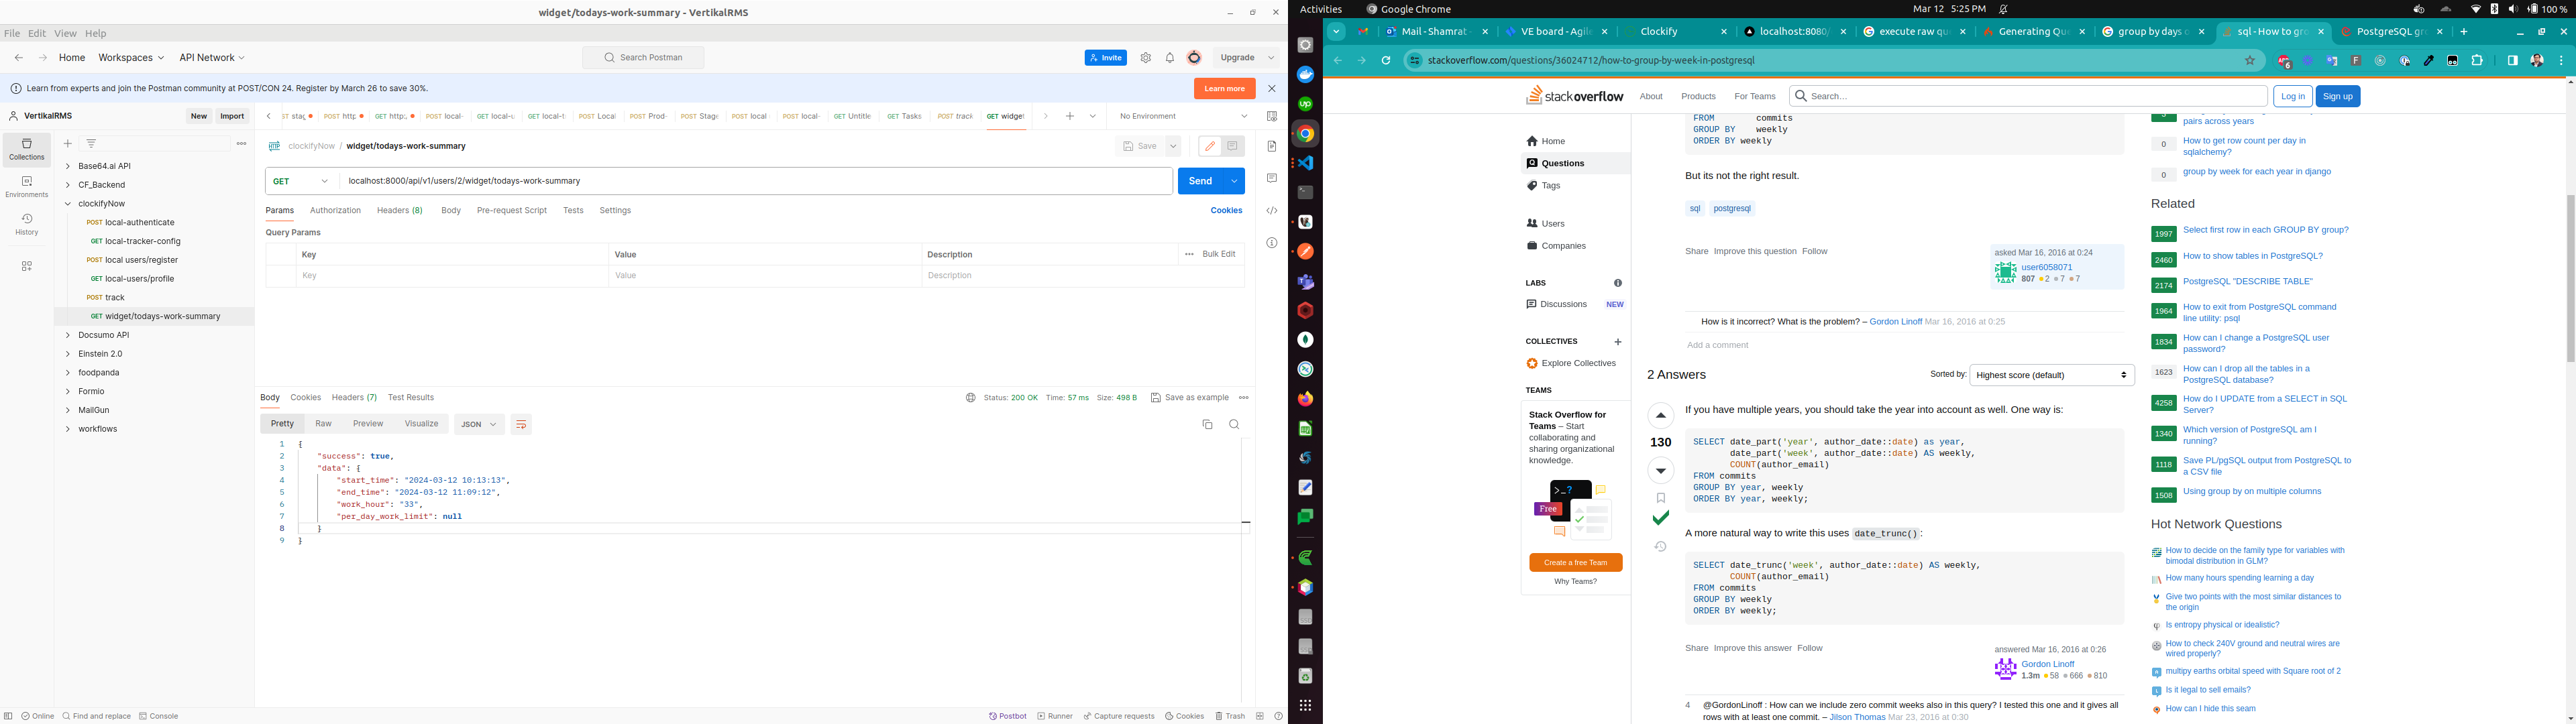 widget/todays-work-summary - VertikalRMS
File Edit View Help
Home Workspaces API Network
Search Postman
Invite
Upgrade
Learn from experts and join the Postman community at POST/CON 24. Register by March 26 to save 30%.
Learn more
VertikalRMS
New Import
POST http
GET http:
POST local-
GET local-u
GET local-t
POST Local
POST Prod-
POST Stage
POST local
POST local-
GET Untitle
GET Tasks
POST track
GET widget
No Environment
Collections
Environments
History
Base64.ai API
CF_Backend
clockifyNow
POST local-authenticate
GET local-tracker-config
POST local users/register
GET local-users/profile
POST track
GET widget/todays-work-summary
Docsumo API
Einstein 2.0
foodpanda
Formio
MailGun
workflows
clockifyNow / widget/todays-work-summary
Save
GET localhost:8000/api/v1/users/2/widget/todays-work-summary
Send
Params Authorization Headers (8) Body Pre-request Script Tests Settings
Cookies
Query Params
Key Value Description Bulk Edit
Key Value Description
Body Cookies Headers (7) Test Results
Status: 200 OK Time: 57 ms Size: 498 B Save as example
Pretty Raw Preview Visualize JSON
1 {
2 "success": true,
3 "data": {
4 "start_time": "2024-03-12 10:13:13",
5 "end_time": "2024-03-12 11:09:12",
6 "work_hour": "33",
7 "per_day_work_limit": null
8 }
9 }
Online Find and replace Console
Postbot Runner Capture requests Cookies Trash
Activities Google Chrome
Mar 12 5:25 PM
100 %
Mail - Shamrat
VE board - Agile
Clockify
localhost:8080/
execute raw qu
Generating Que
group by days o
sql - How to gro
PostgreSQL gr
stackoverflow.com/questions/36024712/how-to-group-by-week-in-postgresql
stackoverflow
About Products For Teams
Search…
Log in Sign up
Home
Questions
Tags
Users
Companies
LABS
Discussions NEW
COLLECTIVES
Explore Collectives
TEAMS
Stack Overflow for
Teams – Start
collaborating and
sharing organizational
knowledge.
Free
Create a free Team
Why Teams?
FROM commits
GROUP BY weekly
ORDER BY weekly
But its not the right result.
sql postgresql
Share Improve this question Follow
asked Mar 16, 2016 at 0:24
user6058071
807 2 7 7
How is it incorrect? What is the problem? – Gordon Linoff Mar 16, 2016 at 0:25
Add a comment
2 Answers
Sorted by: Highest score (default)
130
If you have multiple years, you should take the year into account as well. One way is:
SELECT date_part('year', author_date::date) as year,
date_part('week', author_date::date) AS weekly,
COUNT(author_email)
FROM commits
GROUP BY year, weekly
ORDER BY year, weekly;
A more natural way to write this uses date_trunc():
SELECT date_trunc('week', author_date::date) AS weekly,
COUNT(author_email)
FROM commits
GROUP BY weekly
ORDER BY weekly;
Share Improve this answer Follow
answered Mar 16, 2016 at 0:26
Gordon Linoff
1.3m 58 666 810
4 @GordonLinoff : How can we include zero commit weeks also in this query? I tested this one and it gives all
rows with at least one commit. – Jilson Thomas Mar 23, 2016 at 0:30
pairs across years
0 How to get row count per day in
sqlalchemy?
0 group by week for each year in django
Related
1997 Select first row in each GROUP BY group?
2460 How to show tables in PostgreSQL?
2174 PostgreSQL "DESCRIBE TABLE"
1964 How to exit from PostgreSQL command
line utility: psql
1834 How can I change a PostgreSQL user
password?
1623 How can I drop all the tables in a
PostgreSQL database?
4258 How do I UPDATE from a SELECT in SQL
Server?
1340 Which version of PostgreSQL am I
running?
1118 Save PL/pgSQL output from PostgreSQL to
a CSV file
1508 Using group by on multiple columns
Hot Network Questions
How to decide on the family type for variables with
bimodal distribution in GLM?
How many hours spending learning a day
Give two points with the most similar distances to
the origin
Is entropy physical or idealistic?
How to check 240V ground and neutral wires are
wired properly?
multipy earths orbital speed with Square root of 2
Is it legal to sell emails?
How can I hide this seam